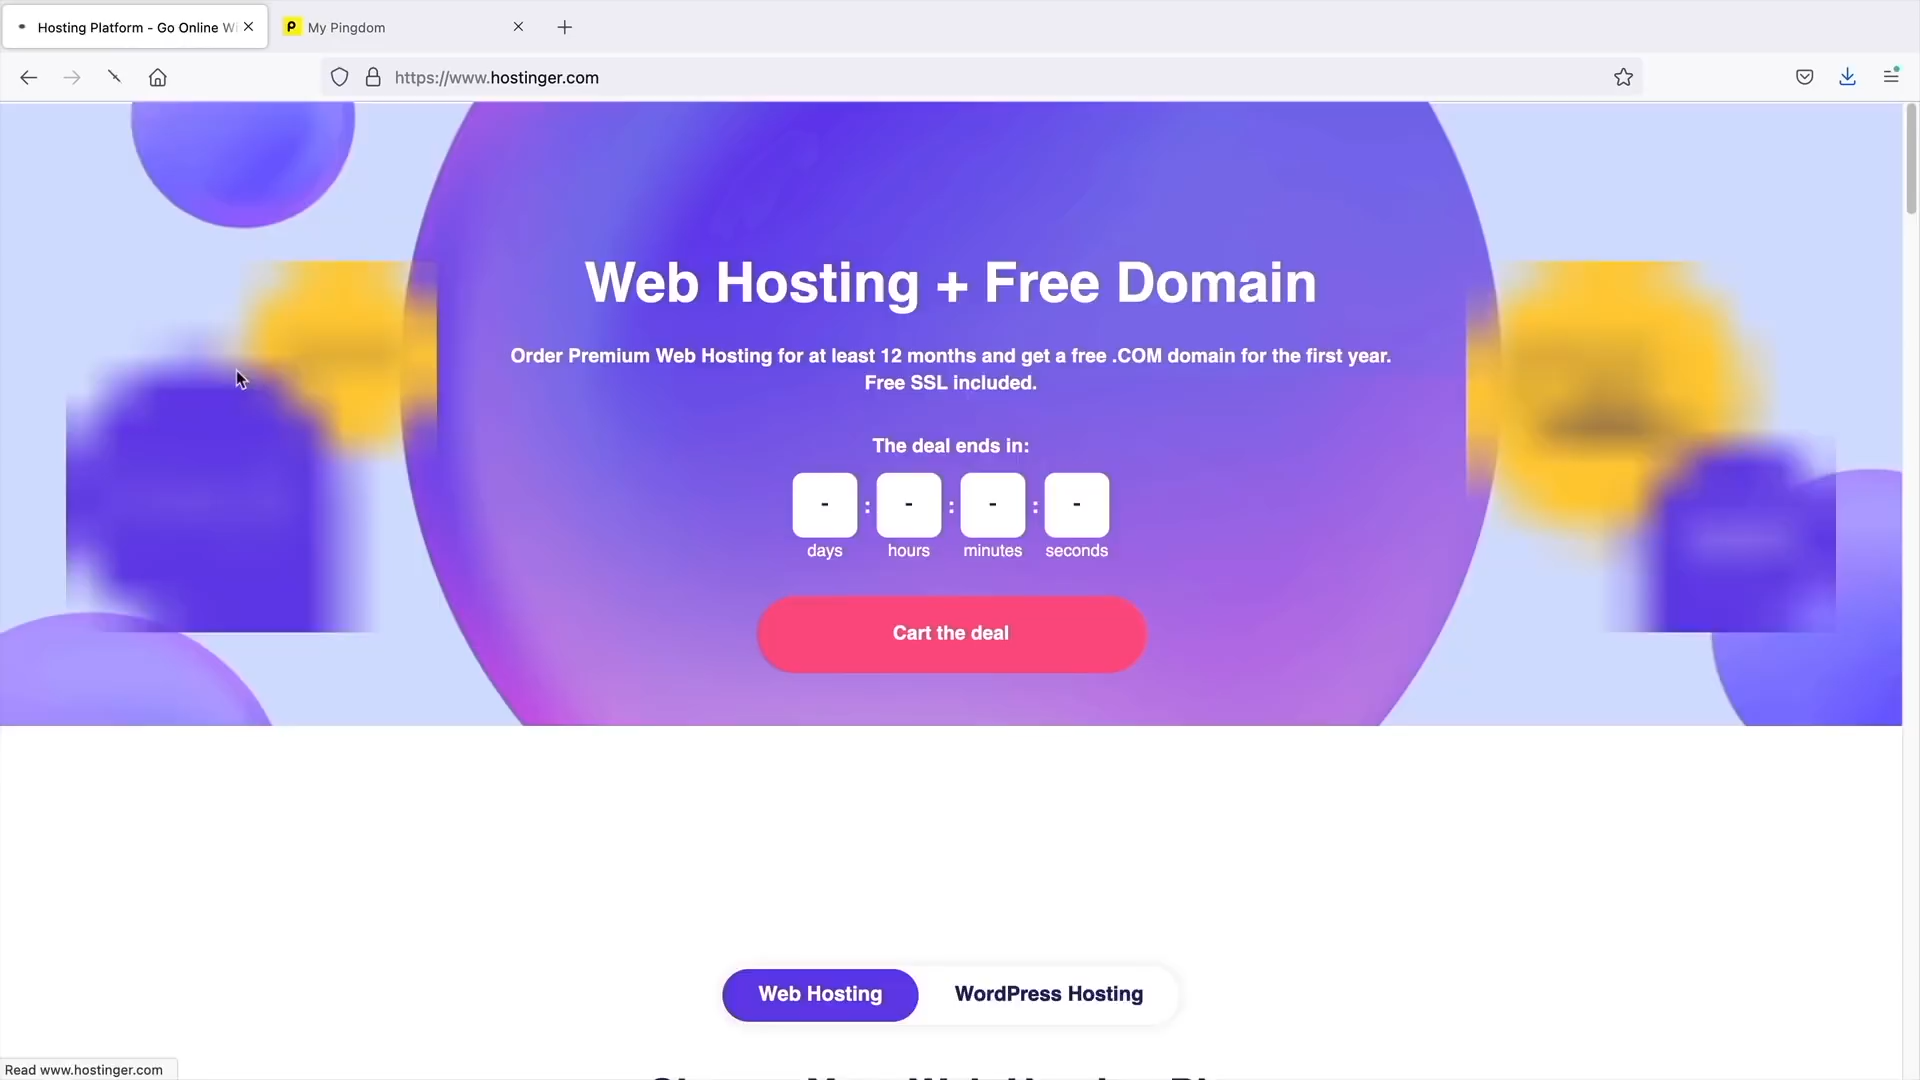 Hosting Platform - Go Online Wi
My Pingdom
https://www.hostinger.com
Web Hosting + Free Domain
Order Premium Web Hosting for at least 12 months and get a free .COM domain for the first year.
Free SSL included.
The deal ends in:
- : - : - : -
days hours minutes seconds
Cart the deal
Web Hosting WordPress Hosting
Read www.hostinger.com